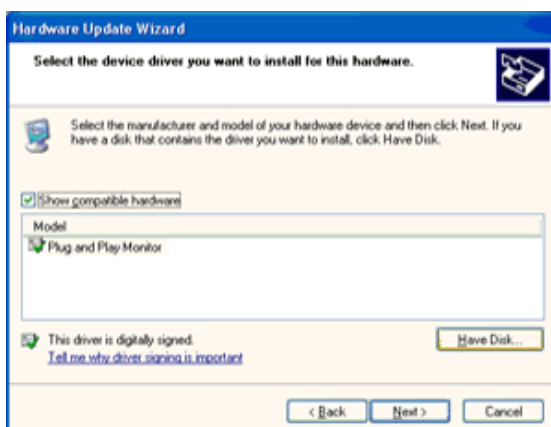 Hardware Update Wizard
Select the device driver you want to install for this hardware.
Select the manufacturer and model of your hardware device and then click Next. If you
have a disk that contains the driver you want to install, click Have Disk.
Show compatible hardware
Model
Plug and Play Monitor
This driver is digitally signed.
Have Disk...
Tell me why driver signing is important
< Back
Next >
Cancel